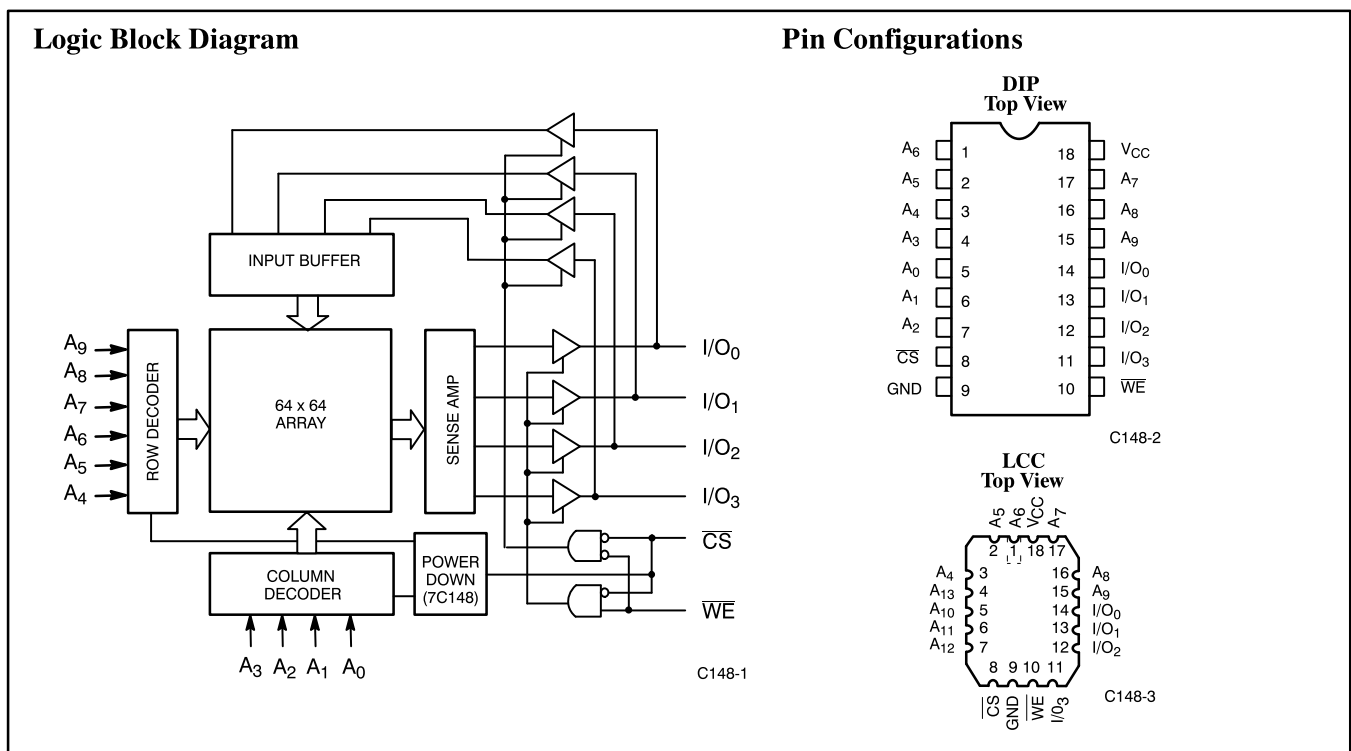 Logic Block Diagram
INPUT BUFFER
A9
A8
A7
A6
A5
A4
ROW DECODER
64 x 64
ARRAY
SENSE AMP
I/O0
I/O1
I/O2
I/O3
CS
WE
COLUMN
DECODER
POWER
DOWN
(7C148)
A3 A2 A1 A0
C148-1
Pin Configurations
DIP
Top View
A6 1 18 VCC
A5 2 17 A7
A4 3 16 A8
A3 4 15 A9
A0 5 14 I/O0
A1 6 13 I/O1
A2 7 12 I/O2
CS 8 11 I/O3
GND 9 10 WE
C148-2
LCC
Top View
A5 A6 VCC A7
2 1 18 17
A4 3 16 A8
A13 4 15 A9
A10 5 14 I/O0
A11 6 13 I/O1
A12 7 12 I/O2
8 9 10 11
CS GND WE I/O3
C148-3